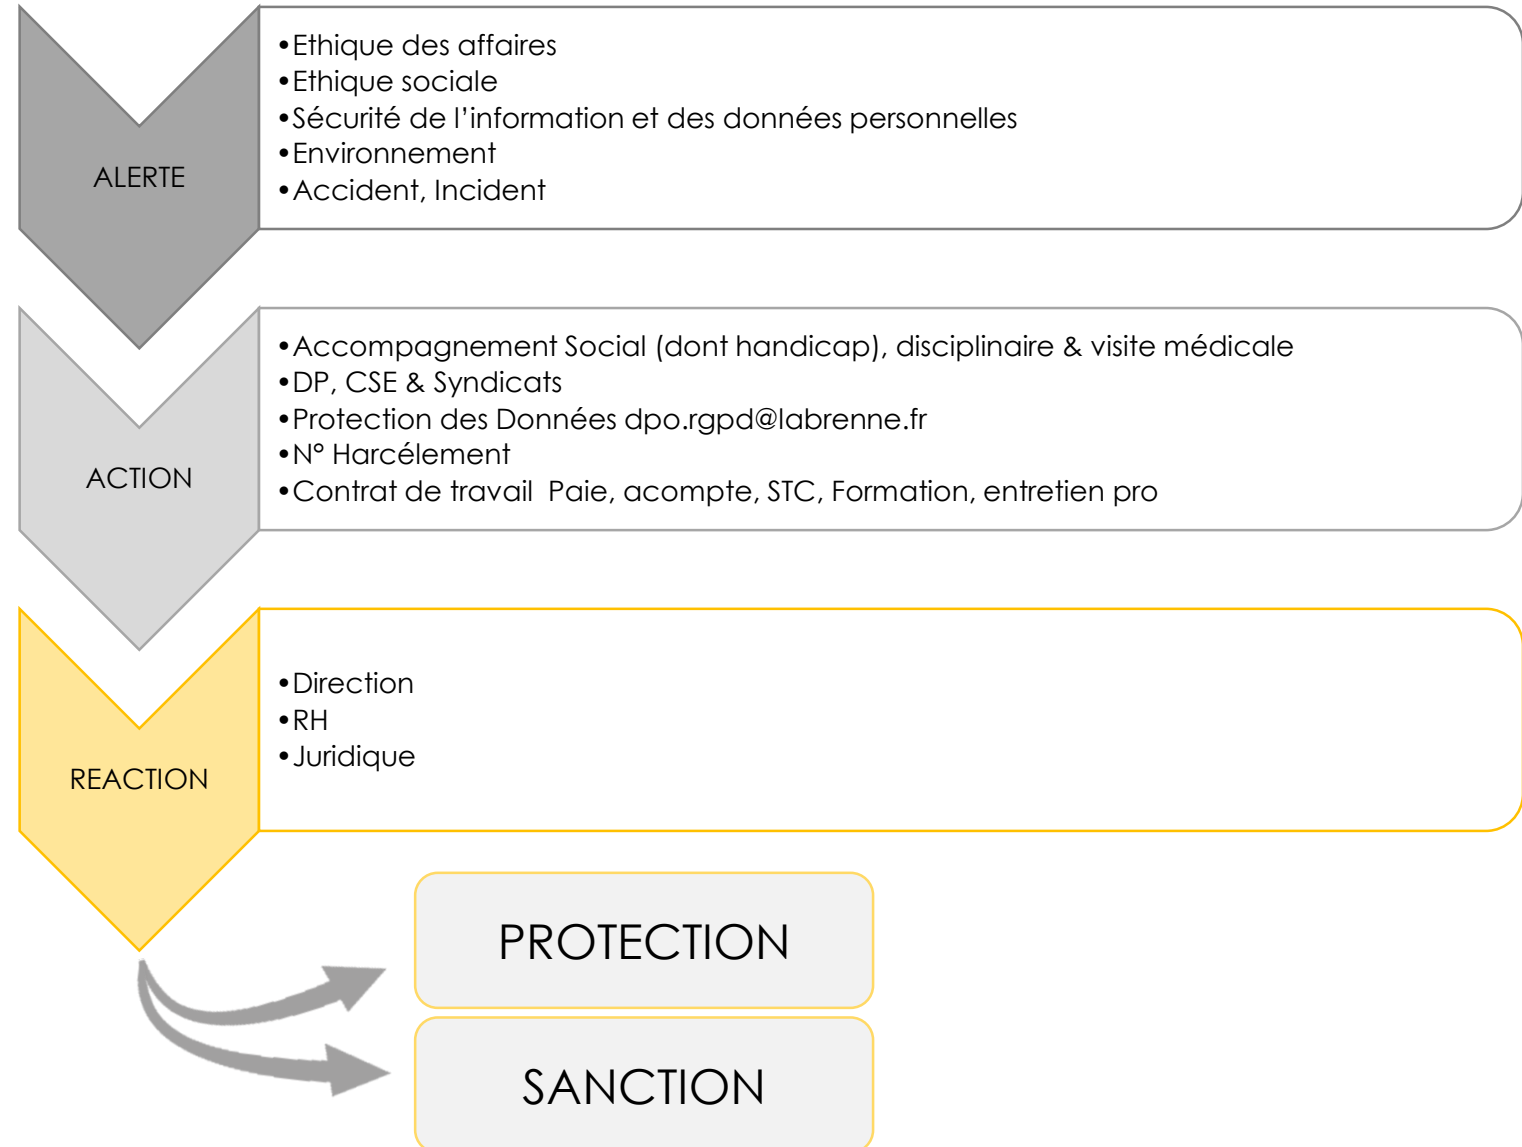 •Ethique des affaires
•Ethique sociale
•Sécurité de l'information et des données personnelles
•Environnement
•Accident, Incident
ALERTE
•Accompagnement Social (dont handicap), disciplinaire & visite médicale
•DP, CSE & Syndicats
•Protection des Données dpo.rgpd@labrenne.fr
•N° Harcélement
•Contrat de travail  Paie, acompte, STC, Formation, entretien pro
ACTION
•Direction
•RH
•Juridique
REACTION
PROTECTION
SANCTION